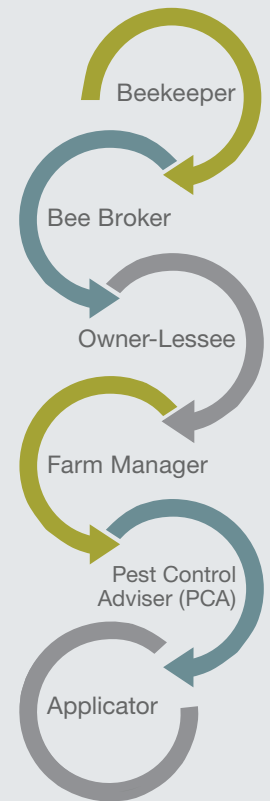 Beekeeper
Bee Broker
Owner-Lessee
Farm Manager
Pest Control
Adviser (PCA)
Applicator